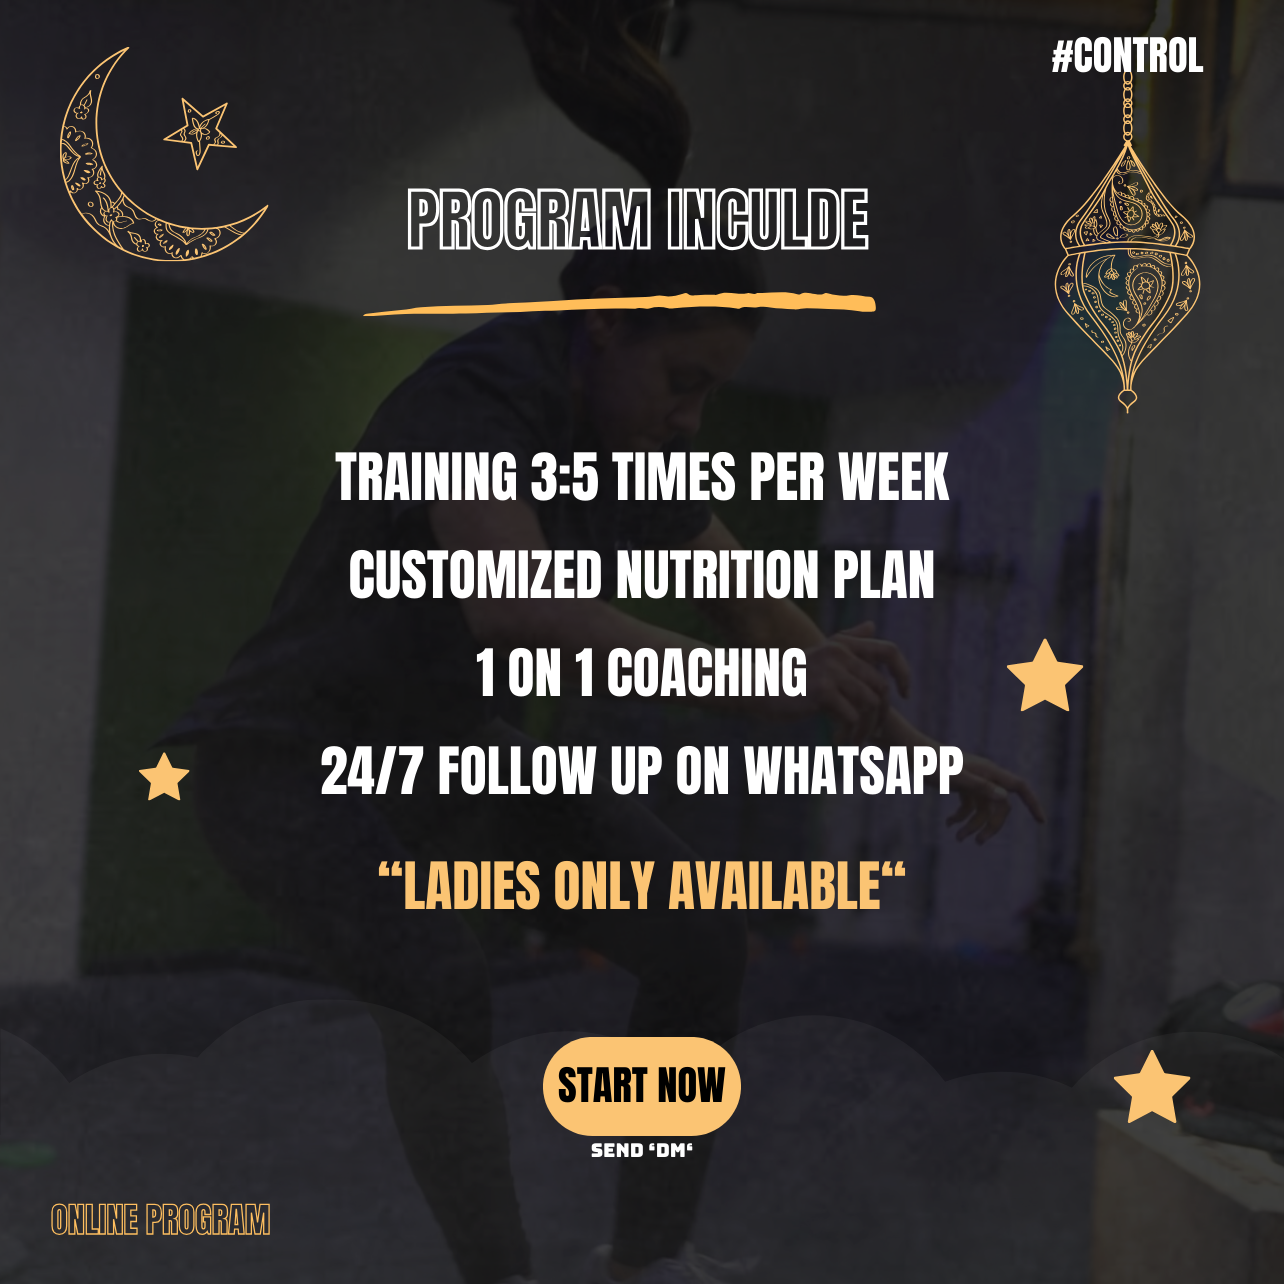 #CONTROL
PROGRAM INCULDE
TRAINING 3:5 TIMES PER WEEK
CUSTOMIZED NUTRITION PLAN
1 ON 1 COACHING
24/7 FOLLOW UP ON WHATSAPP
“LADIES ONLY AVAILABLE“
START NOW
SEND ‘DM‘
ONLINE PROGRAM